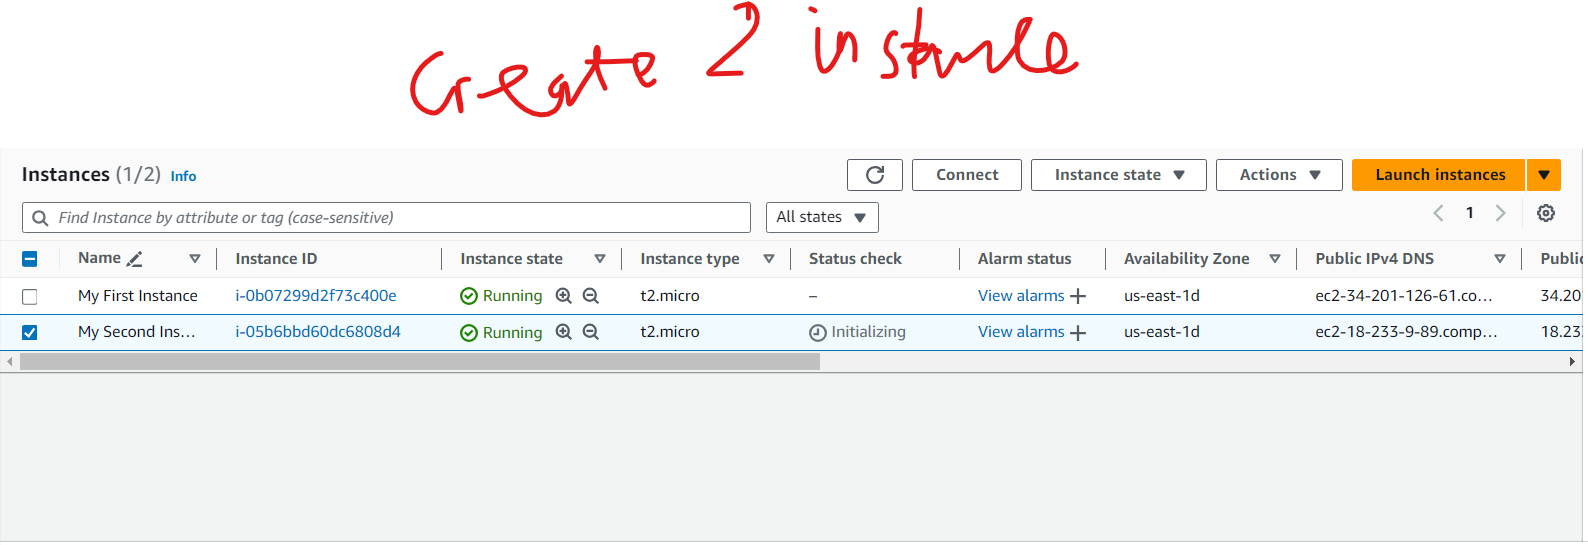 Create 2 instance
Instances (1/2) Info Connect Instance state Actions Launch instances
Find Instance by attribute or tag (case-sensitive) All states 1
Name Instance ID Instance state Instance type Status check Alarm status Availability Zone Public IPv4 DNS Public
My First Instance i-0b07299d2f73c400e Running t2.micro – View alarms + us-east-1d ec2-34-201-126-61.co... 34.20
My Second Ins... i-05b6bbd60dc6808d4 Running t2.micro Initializing View alarms + us-east-1d ec2-18-233-9-89.comp... 18.23